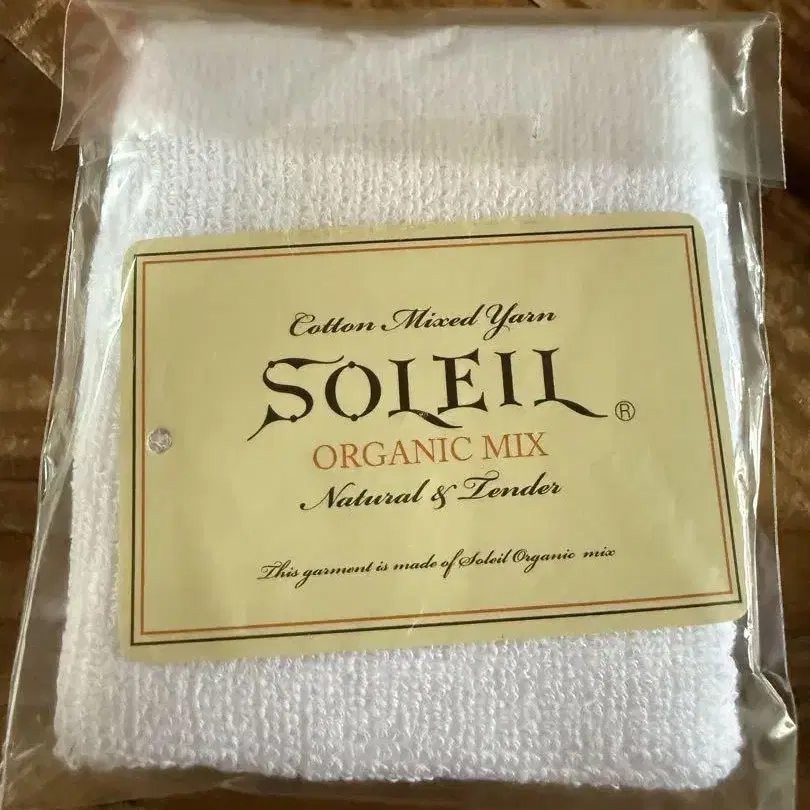 Cotton Mixed Yarn
SOLEIL®
ORGANIC MIX
Natural & Tender
This garment is made of Soleil Organic mix